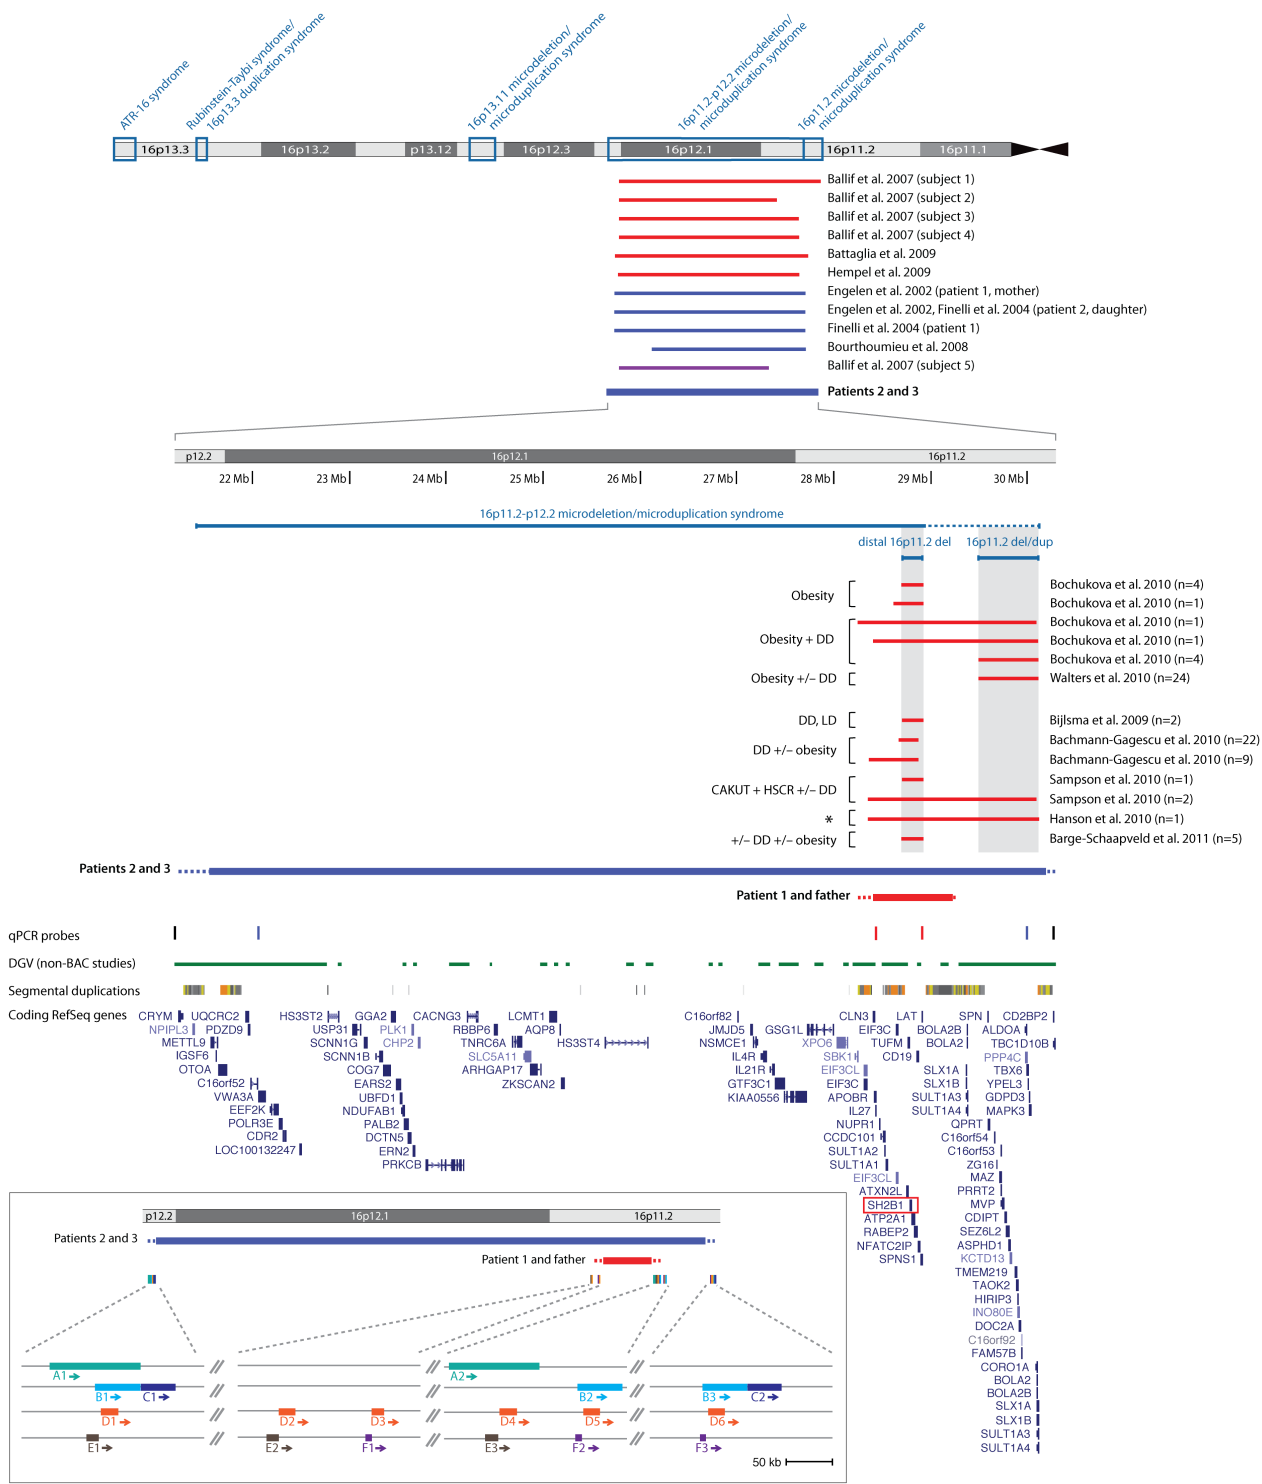 ATR-16 syndrome
Rubinstein-Taybi syndrome/
16p13.3 duplication syndrome
16p13.11 microdeletion/
microduplication syndrome
16p11.2-p12.2 microdeletion/
microduplication syndrome
16p11.2 microdeletion/
microduplication syndrome
16p13.3 16p13.2 p13.12 16p12.3 16p12.1 16p11.2 16p11.1
Ballif et al. 2007 (subject 1)
Ballif et al. 2007 (subject 2)
Ballif et al. 2007 (subject 3)
Ballif et al. 2007 (subject 4)
Battaglia et al. 2009
Hempel et al. 2009
Engelen et al. 2002 (patient 1, mother)
Engelen et al. 2002, Finelli et al. 2004 (patient 2, daughter)
Finelli et al. 2004 (patient 1)
Bourthoumieu et al. 2008
Ballif et al. 2007 (subject 5)
Patients 2 and 3
p12.2 16p12.1 16p11.2
22 Mb 23 Mb 24 Mb 25 Mb 26 Mb 27 Mb 28 Mb 29 Mb 30 Mb
16p11.2-p12.2 microdeletion/microduplication syndrome
distal 16p11.2 del 16p11.2 del/dup
Obesity
Bochukova et al. 2010 (n=4)
Bochukova et al. 2010 (n=1)
Obesity + DD
Bochukova et al. 2010 (n=1)
Bochukova et al. 2010 (n=1)
Bochukova et al. 2010 (n=4)
Obesity +/– DD Walters et al. 2010 (n=24)
DD, LD Bijlsma et al. 2009 (n=2)
DD +/– obesity
Bachmann-Gagescu et al. 2010 (n=22)
Bachmann-Gagescu et al. 2010 (n=9)
CAKUT + HSCR +/– DD
Sampson et al. 2010 (n=1)
Sampson et al. 2010 (n=2)
* Hanson et al. 2010 (n=1)
+/– DD +/– obesity Barge-Schaapveld et al. 2011 (n=5)
Patients 2 and 3
Patient 1 and father
qPCR probes
DGV (non-BAC studies)
Segmental duplications
Coding RefSeq genes CRYM UQCRC2 HS3ST2 GGA2 CACNG3 LCMT1 C16orf82 CLN3 LAT SPN CD2BP2
NPIPL3 PDZD9 USP31 PLK1 RBBP6 AQP8 JMJD5 GSG1L EIF3C BOLA2B ALDOA
METTL9 SCNN1G CHP2 TNRC6A HS3ST4 NSMCE1 XPO6 TUFM BOLA2 TBC1D10B
IGSF6 SCNN1B SLC5A11 IL4R SBK1 CD19 PPP4C
OTOA COG7 ARHGAP17 IL21R EIF3CL SLX1A TBX6
C16orf52 EARS2 ZKSCAN2 GTF3C1 EIF3C SLX1B YPEL3
VWA3A UBFD1 KIAA0556 APOBR SULT1A3 GDPD3
EEF2K NDUFAB1 IL27 SULT1A4 MAPK3
POLR3E PALB2 NUPR1 QPRT
CDR2 DCTN5 CCDC101 C16orf54
LOC100132247 ERN2 SULT1A2 C16orf53
PRKCB SULT1A1 ZG16
EIF3CL MAZ
ATXN2L PRRT2
SH2B1 MVP
ATP2A1 CDIPT
RABEP2 SEZ6L2
NFATC2IP ASPHD1
SPNS1 KCTD13
TMEM219
TAOK2
HIRIP3
INO80E
DOC2A
C16orf92
FAM57B
CORO1A
BOLA2
BOLA2B
SLX1A
SLX1B
SULT1A3
SULT1A4
p12.2 16p12.1 16p11.2
Patients 2 and 3
Patient 1 and father
A1 A2
B1 C1 B2 B3 C2
D1 D2 D3 D4 D5 D6
E1 E2 F1 E3 F2 F3
50 kb